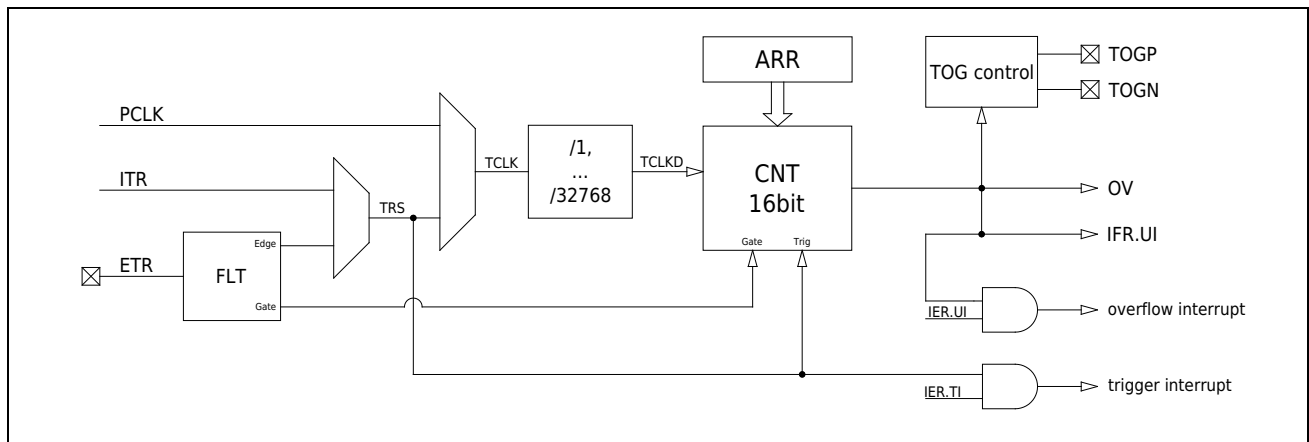 ARR
TOG control
TOGP
TOGN
PCLK
TCLK
/1,
...
/32768
TCLKD
CNT
16bit
Gate
Trig
OV
IFR.UI
ITR
TRS
ETR
FLT
Edge
Gate
IER.UI
overflow interrupt
IER.TI
trigger interrupt